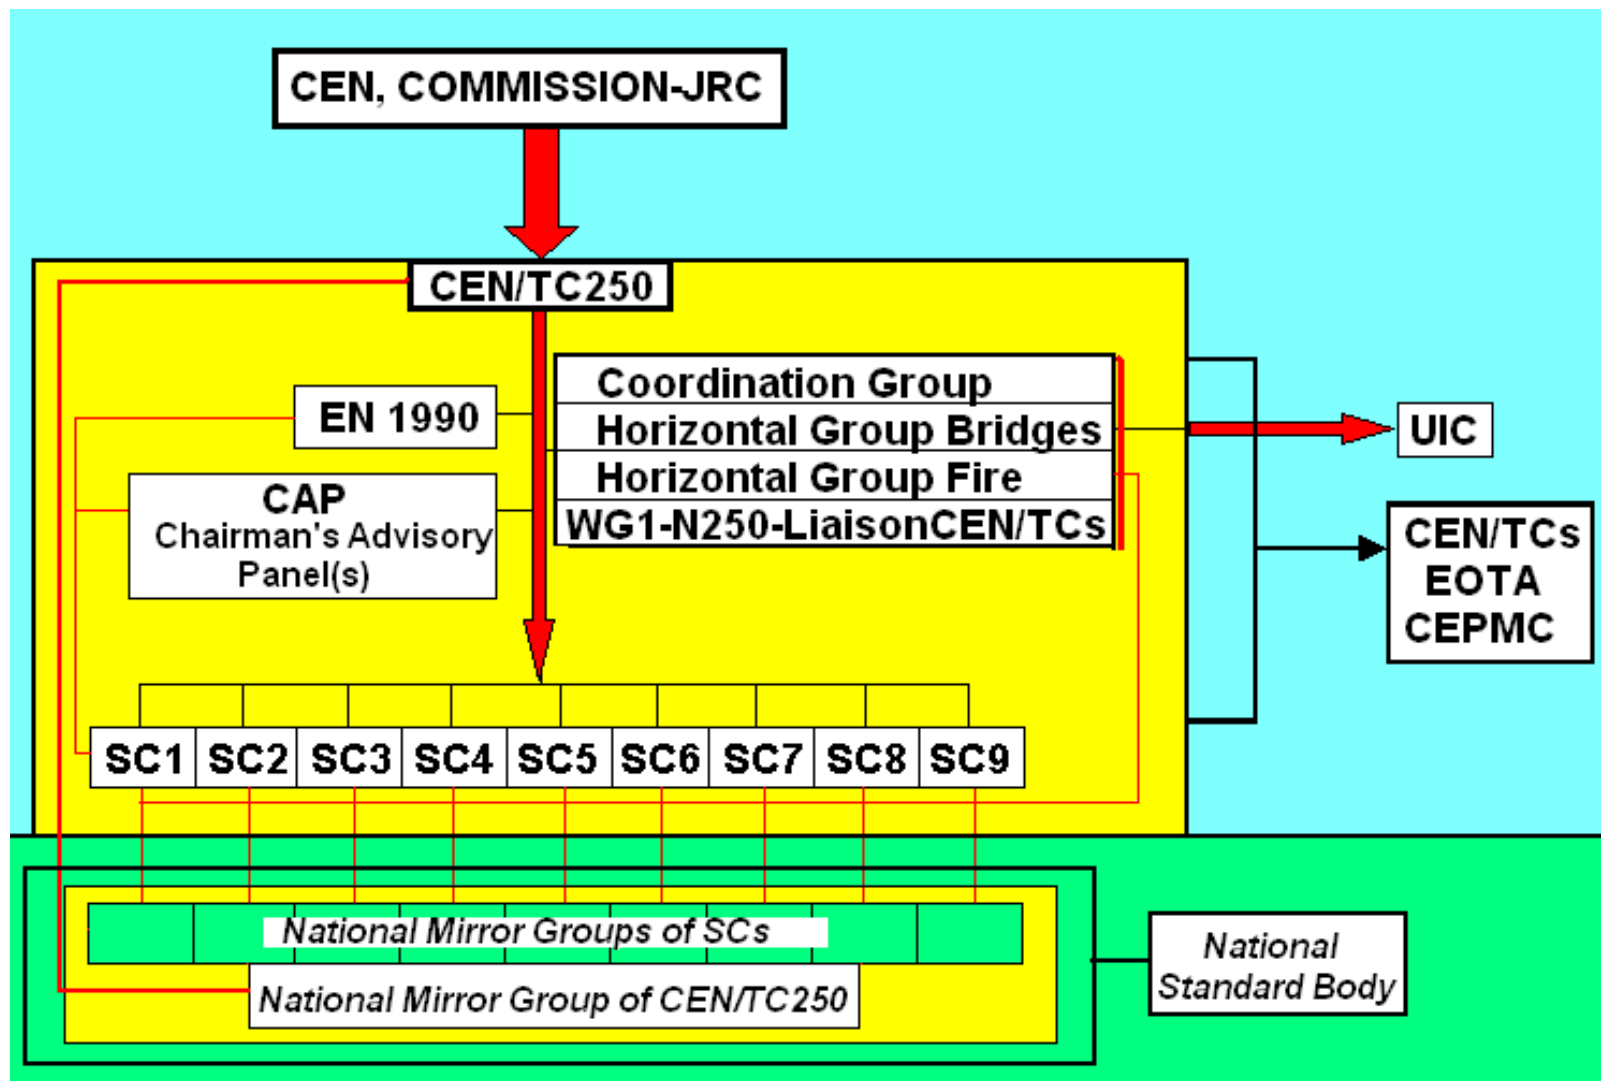 CEN, COMMISSION-JRC
CEN/TC250
Coordination Group
EN 1990
Horizontal Group Bridges
UIC
Horizontal Group Fire
CAP
WG1-N250-LiaisonCEN/TCs
Chairman's Advisory
Panel(s)
CEN/TCs
EOTA
CEPMC
SC1 SC2 SC3 SC4 SC5 SC6 SC7 SC8 SC9
National Mirror Groups of SCs
National Mirror Group of CEN/TC250
National
Standard Body